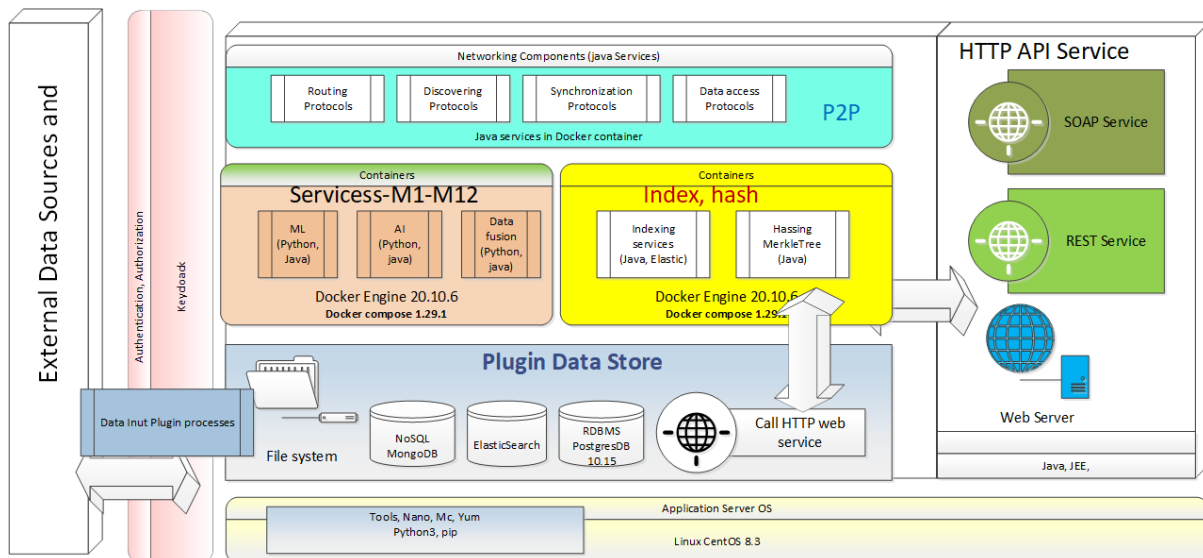 External Data Sources and
Authentication, Authorization
Keydoack
Data Inut Plugin processes
Networking Components (java Services)
Routing
Protocols
Discovering
Protocols
Synchronization
Protocols
Data access
Protocols
P2P
Java services in Docker container
Containers
Servicess-M1-M12
ML
(Python,
Java)
AI
(Python,
java)
Data
fusion
(Python,
java)
Docker Engine 20.10.6
Docker compose 1.29.1
Containers
Index, hash
Indexing
services
(Java, Elastic)
Hassing
MerkleTree
(Java)
Docker Engine 20.10.6
Docker compose 1.29.1
Plugin Data Store
File system
NoSQL
MongoDB
ElasticSearch
RDBMS
PostgresDB
10.15
Call HTTP web
service
HTTP API Service
SOAP Service
REST Service
Web Server
Java, JEE,
Application Server OS
Tools, Nano, Mc, Yum
Python3, pip
Linux CentOS 8.3